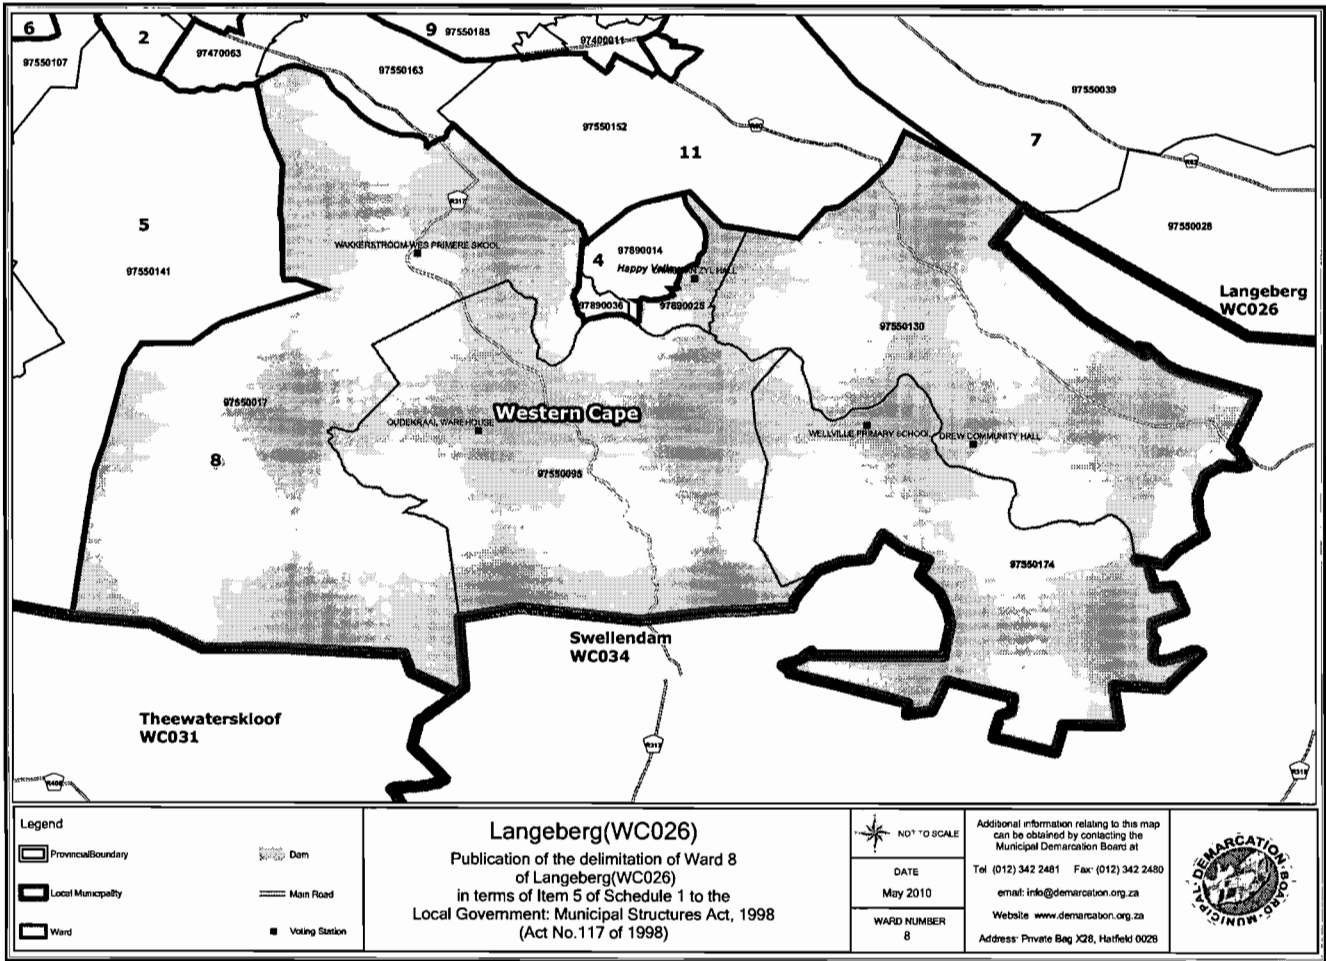 6
2
9
97550185
97470063
97400011
97550107
97550163
97550039
97550152
11
7
R317
5
97550141
WAKKERSTROOM-WES PRIMERE SKOOL
97890014
4
Happy Valley
ZYL HALL
97550028
Langeberg
WC026
97890036
97890025
97550130
97550017
Western Cape
OUDEKRAAL WAREHOUSE
WELLVILLE PRIMARY SCHOOL
DREW COMMUNITY HALL
8
97550095
97550174
Swellendam
WC034
Theewaterskloof
WC031
R317
Legend
ProvincialBoundary
Dam
Local Municipality
Main Road
Ward
Voting Station
Langeberg(WC026)
Publication of the delimitation of Ward 8
of Langeberg(WC026)
in terms of Item 5 of Schedule 1 to the
Local Government: Municipal Structures Act, 1998
(Act No.117 of 1998)
NOT TO SCALE
DATE
May 2010
WARD NUMBER
8
Additional information relating to this map
can be obtained by contacting the
Municipal Demarcation Board at
Tel (012) 342 2481 Fax (012) 342 2480
email: info@demarcation.org.za
Website www.demarcation.org.za
Address: Private Bag X28, Hatfield 0028
MUNICIPAL DEMARCATION BOARD